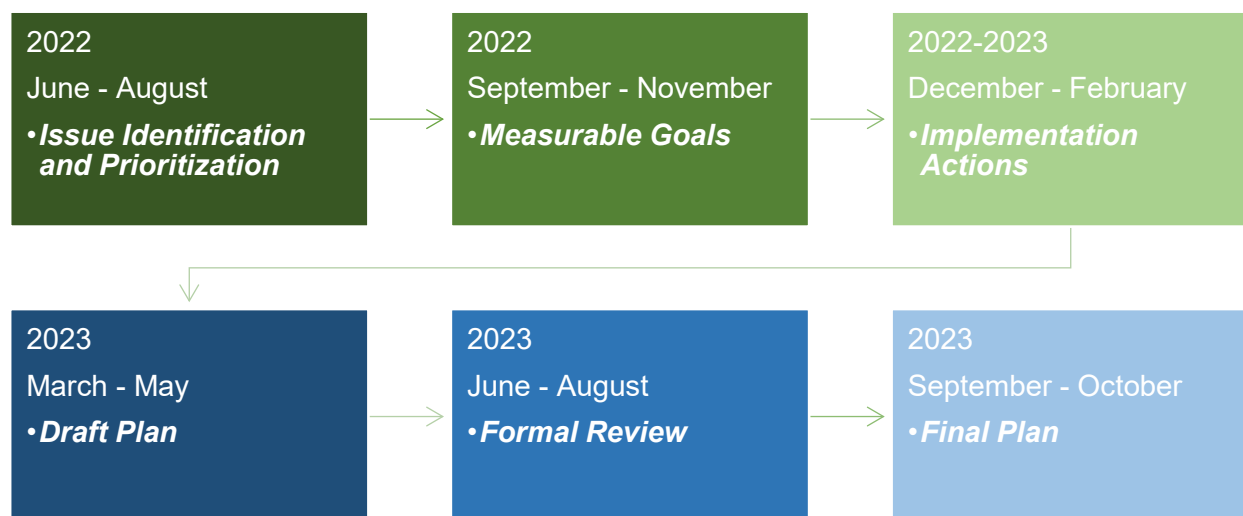 2022
June - August
•Issue Identification
and Prioritization
2022
September - November
•Measurable Goals
2022-2023
December - February
•Implementation
Actions
2023
March - May
•Draft Plan
2023
June - August
•Formal Review
2023
September - October
•Final Plan